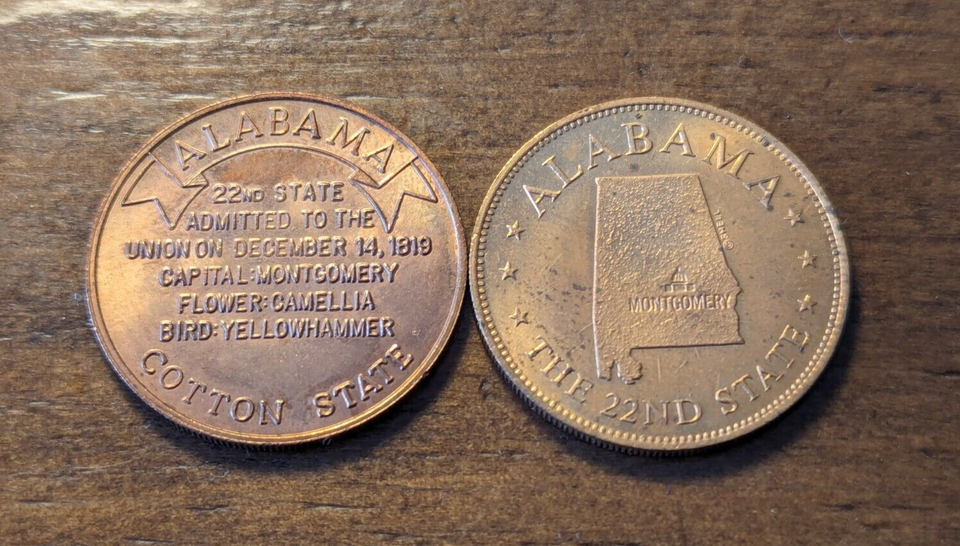 ALABAMA
22ND STATE
ADMITTED TO THE
UNION ON DECEMBER 14, 1819
CAPITAL:MONTGOMERY
FLOWER:CAMELLIA
BIRD:YELLOWHAMMER
COTTON STATE
ALABAMA
MONTGOMERY
THE 22ND STATE